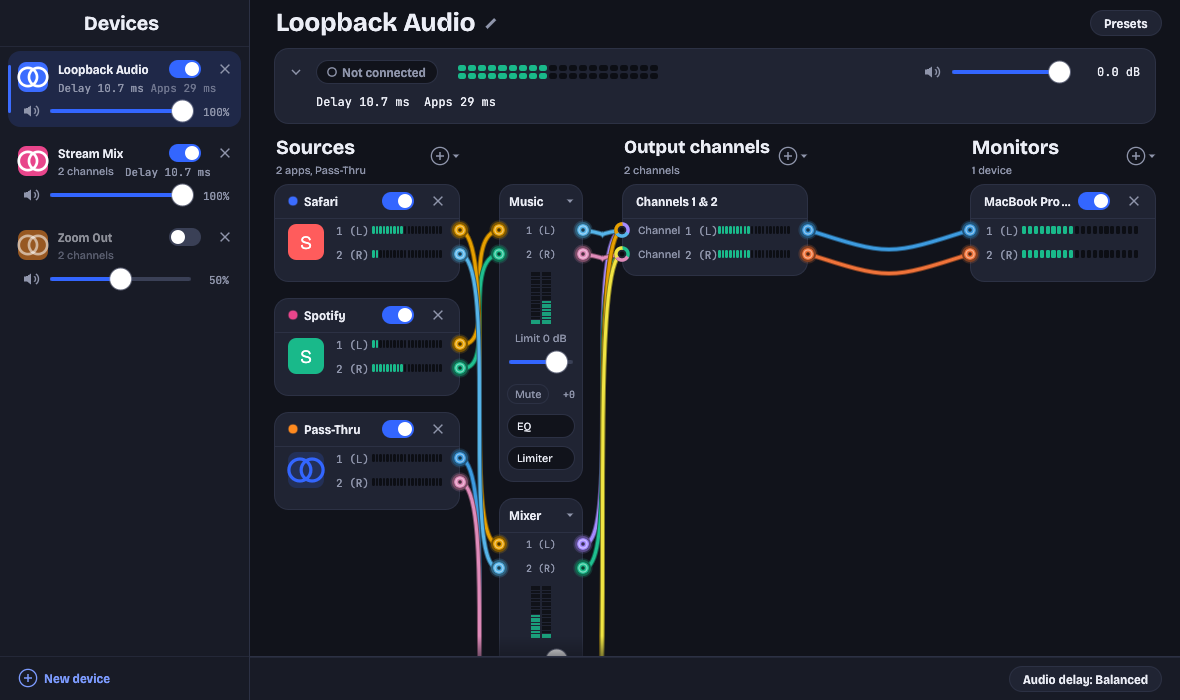 Devices
Loopback Audio
Delay 10.7 ms Apps 29 ms
100%
Stream Mix
2 channels Delay 10.7 ms
100%
Zoom Out
2 channels
50%
New device
Loopback Audio
Presets
Not connected
0.0 dB
Delay 10.7 ms Apps 29 ms
Sources
2 apps, Pass-Thru
Safari
S
1 (L)
2 (R)
Spotify
S
1 (L)
2 (R)
Pass-Thru
1 (L)
2 (R)
Music
1 (L)
2 (R)
Limit 0 dB
Mute +0
EQ
Limiter
Mixer
1 (L)
2 (R)
Output channels
2 channels
Channels 1 & 2
Channel 1 (L)
Channel 2 (R)
Monitors
1 device
MacBook Pro ...
1 (L)
2 (R)
Audio delay: Balanced